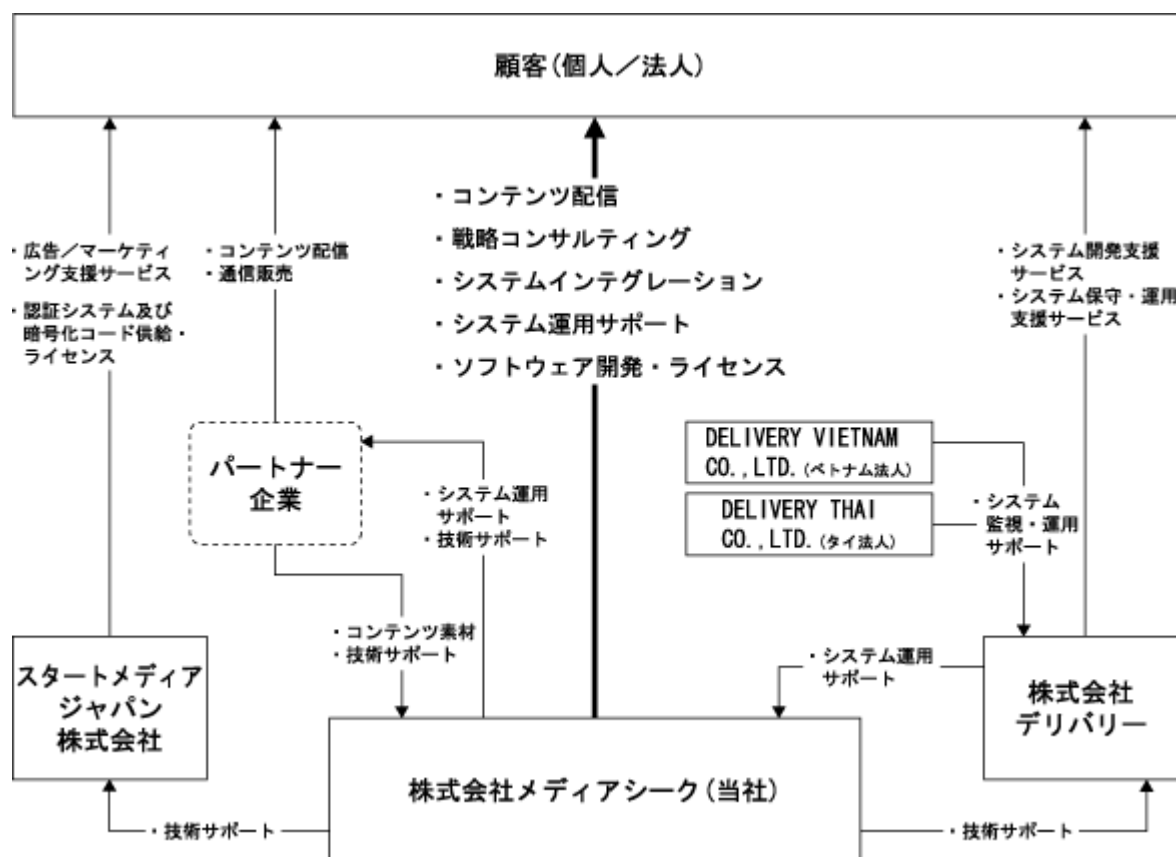 顧客(個人／法人)
・広告／マーケティ
ング支援サービス
・認証システム及び
暗号化コード供給・
ライセンス
・コンテンツ配信
・通信販売
・コンテンツ配信
・戦略コンサルティング
・システムインテグレーション
・システム運用サポート
・ソフトウェア開発・ライセンス
・システム開発支援
サービス
・システム保守・運用
支援サービス
パートナー
企業
・システム運用
サポート
・技術サポート
DELIVERY VIETNAM
CO.,LTD.(ベトナム法人)
DELIVERY THAI
CO.,LTD.(タイ法人)
・システム
監視・運用
サポート
・コンテンツ素材
・技術サポート
・システム運用
サポート
スタートメディア
ジャパン
株式会社
株式会社
デリバリー
株式会社メディアシーク(当社)
・技術サポート
・技術サポート